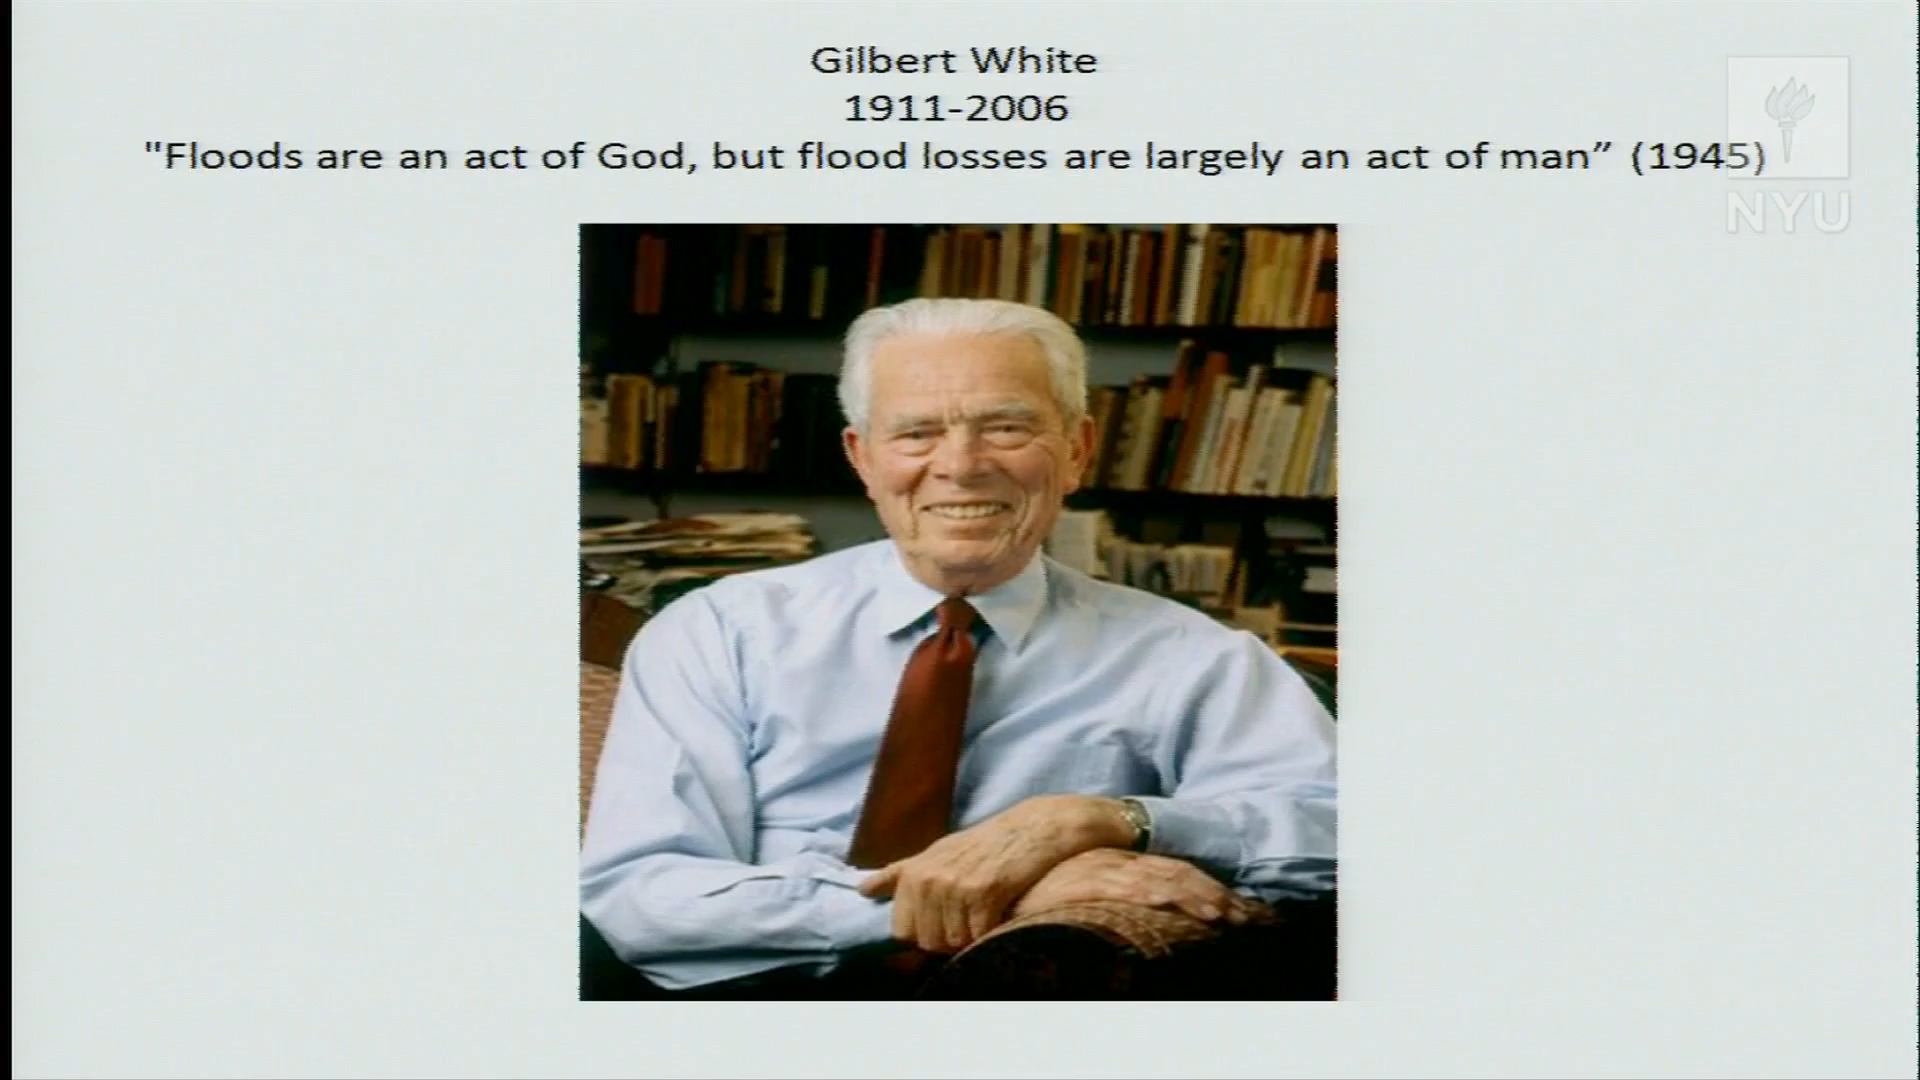 Gilbert White
1911-2006
"Floods are an act of God, but flood losses are largely an act of man” (1945)
NYU